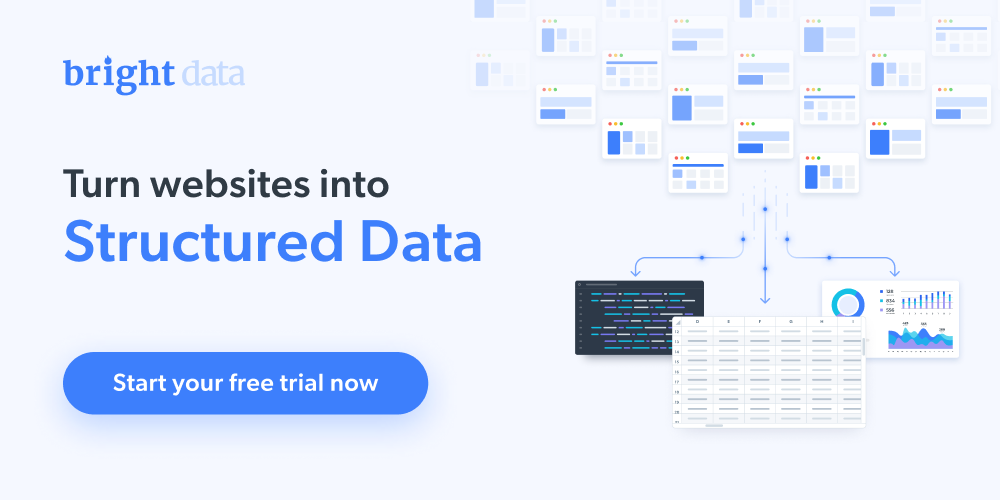 bright data
Turn websites into
Structured Data
Start your free trial now